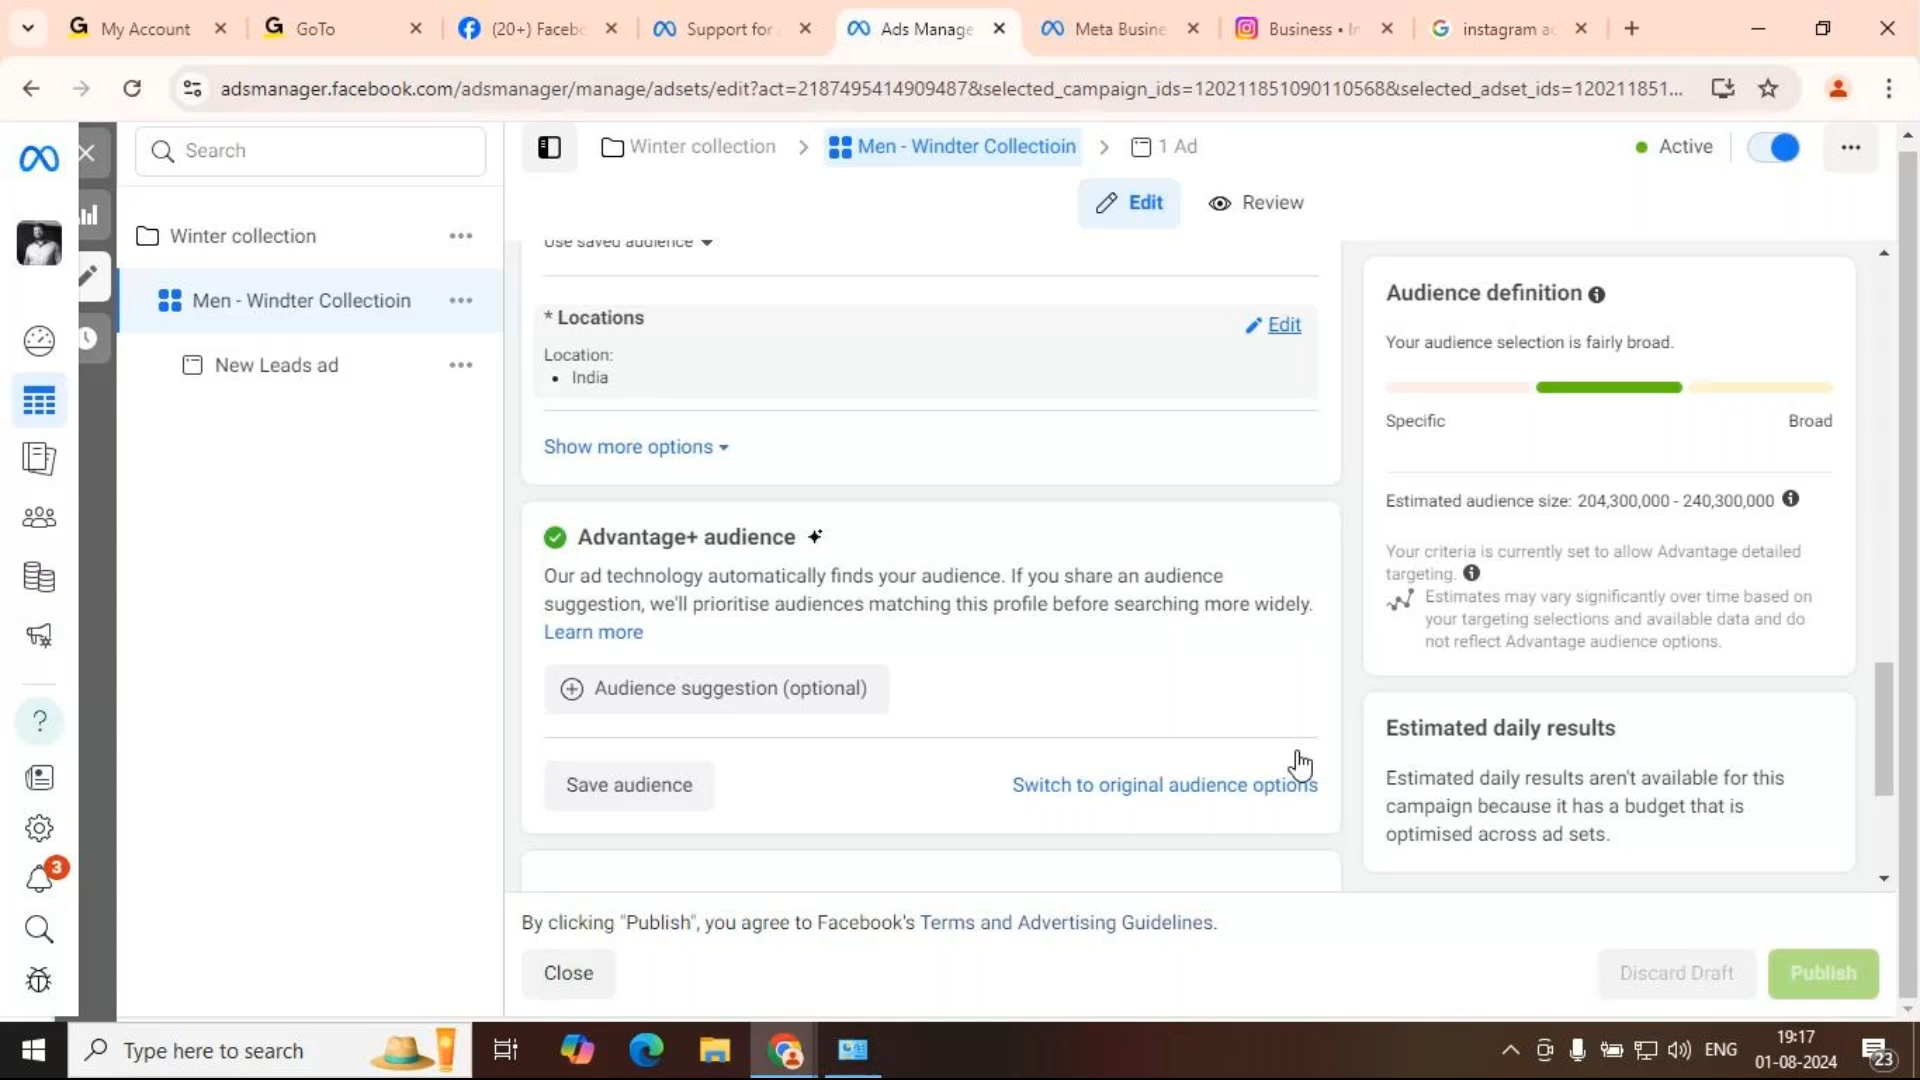 My Account
GoTo
(20+) Facebo
Support for
Ads Manage
Meta Busine
Business • In
instagram ac
adsmanager.facebook.com/adsmanager/manage/adsets/edit?act=2187495414909487&selected_campaign_ids=120211851090110568&selected_adset_ids=120211851...
Search
Winter collection
Men - Windter Collectioin
New Leads ad
Winter collection > Men - Windter Collectioin > 1 Ad
Active
Edit
Review
Use saved audience
* Locations
Edit
Location:
• India
Show more options
Advantage+ audience
Our ad technology automatically finds your audience. If you share an audience
suggestion, we'll prioritise audiences matching this profile before searching more widely.
Learn more
Audience suggestion (optional)
Save audience
Switch to original audience options
Audience definition
Your audience selection is fairly broad.
Specific
Broad
Estimated audience size: 204,300,000 - 240,300,000
Your criteria is currently set to allow Advantage detailed
targeting.
Estimates may vary significantly over time based on
your targeting selections and available data and do
not reflect Advantage audience options.
Estimated daily results
Estimated daily results aren't available for this
campaign because it has a budget that is
optimised across ad sets.
By clicking "Publish", you agree to Facebook's Terms and Advertising Guidelines.
Close
Discard Draft
Publish
3
Type here to search
ENG
19:17
01-08-2024
23